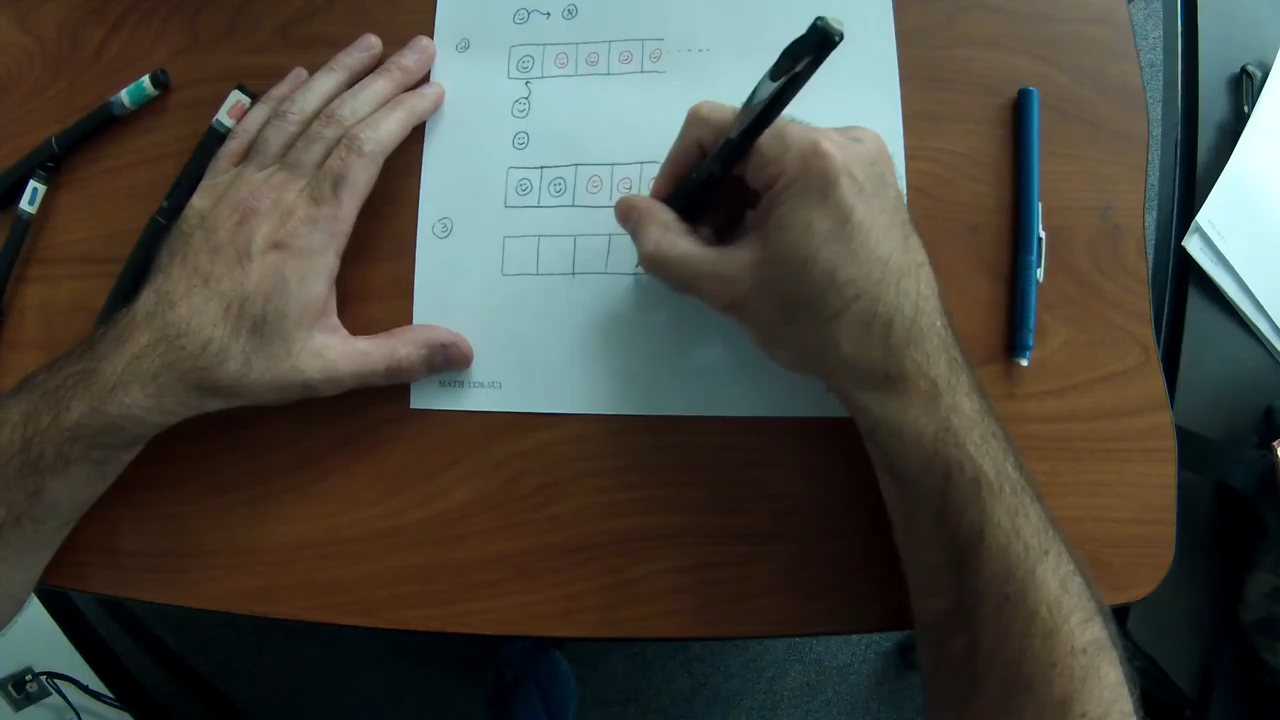 ②
......
③
MATH 1326.5U1